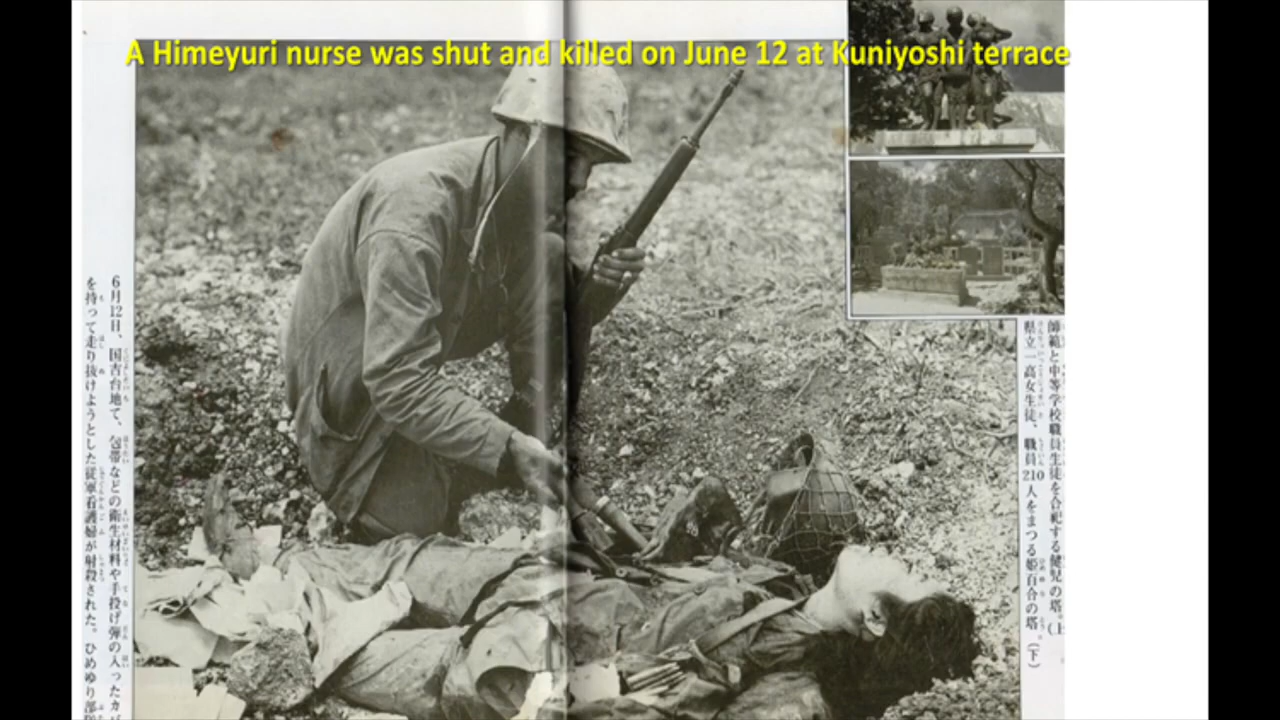 A Himeyuri nurse was shut and killed on June 12 at Kuniyoshi terrace
師範と中等学校職員生徒を合祀する健児の塔。(上
県立一高女生徒、職員210人をまつる姫百合の塔。(下)
6月12日、国吉台地で、包帯などの衛生材料や手投げ弾の入ったカバ
を持って走り抜けようとした従軍看護婦が射殺された。ひめゆり部